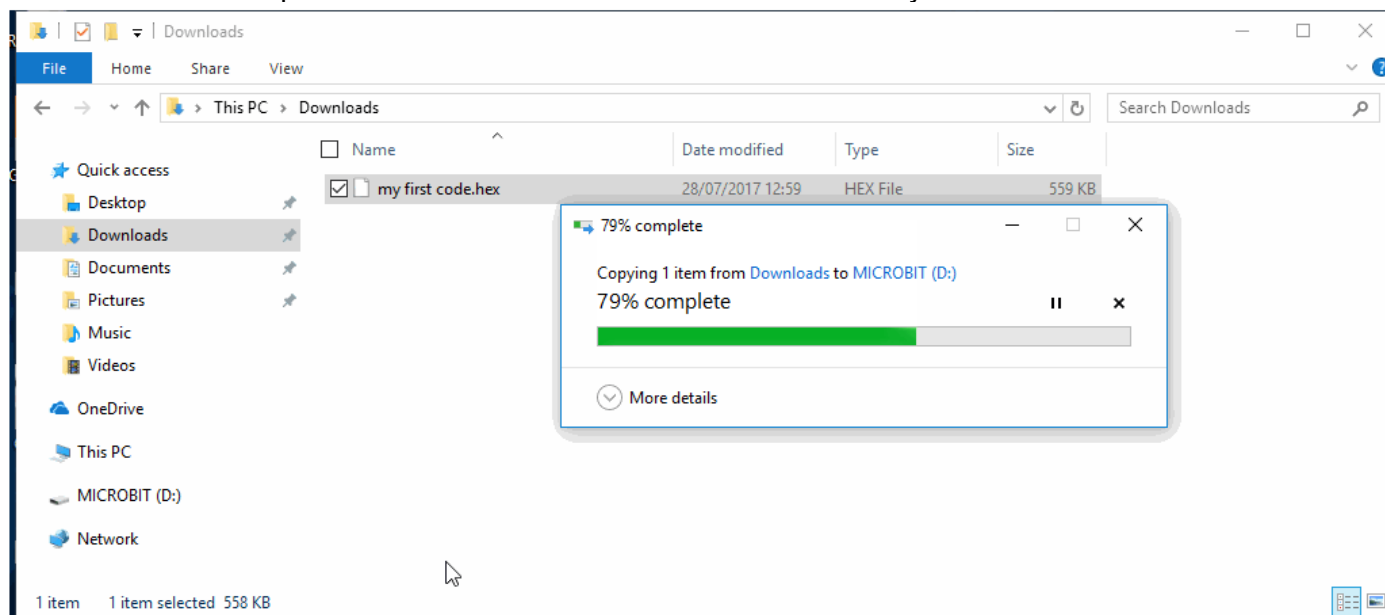 Downloads
File Home Share View
This PC > Downloads
Search Downloads
Name Date modified Type Size
Quick access
my first code.hex 28/07/2017 12:59 HEX File 559 KB
Desktop
Downloads
Documents
Pictures
Music
Videos
OneDrive
This PC
MICROBIT (D:)
Network
79% complete
Copying 1 item from Downloads to MICROBIT (D:)
79% complete
More details
1 item 1 item selected 558 KB